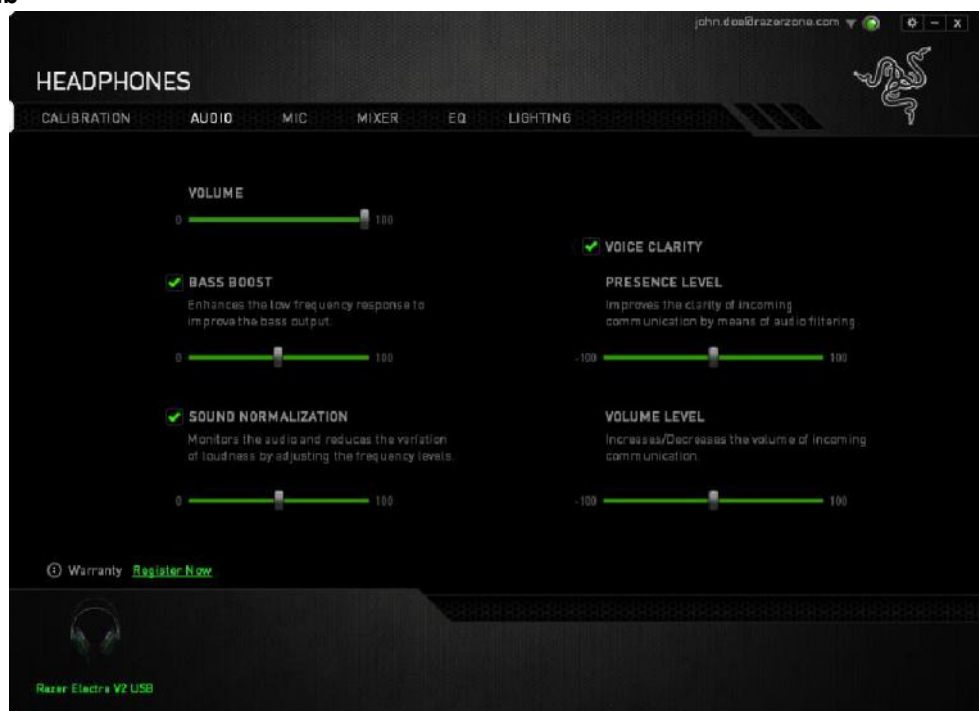 john.doe@razerzone.com
HEADPHONES
CALIBRATION AUDIO MIC MIXER EQ LIGHTING
VOLUME
0 100
VOICE CLARITY
BASS BOOST
Enhances the low frequency response to
improve the bass output.
0 100
PRESENCE LEVEL
Improves the clarity of incoming
communication by means of audio filtering.
-100 100
SOUND NORMALIZATION
Monitors the audio and reduces the variation
of loudness by adjusting the frequency levels.
0 100
VOLUME LEVEL
Increases/Decreases the volume of incoming
communication.
-100 100
Warranty Register Now
Razer Electra V2 USB